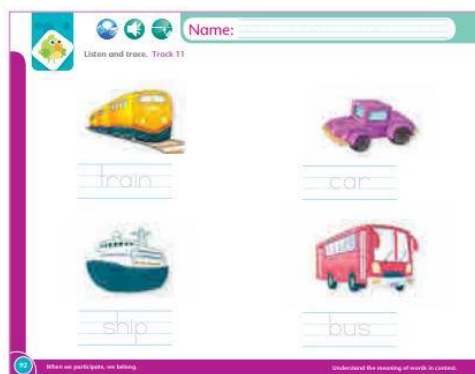 Name:
Listen and trace. Track 11
train
car
ship
bus
92
When we participate, we belong.
Understand the meaning of words in context.